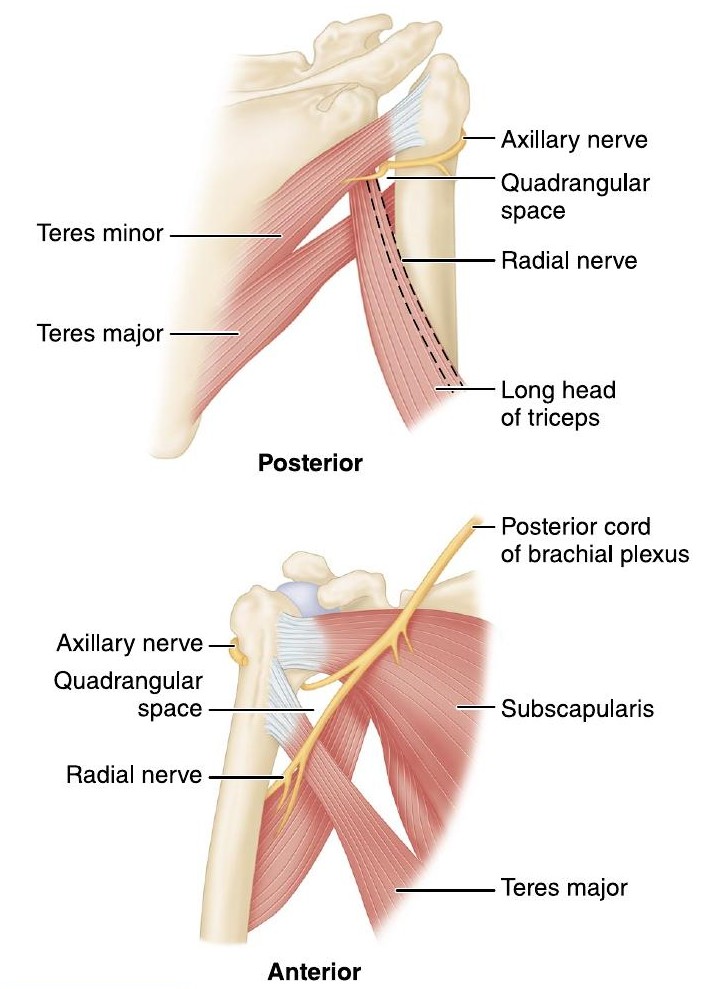 Axillary nerve
Quadrangular
space
Teres minor
Radial nerve
Teres major
Long head
of triceps
Posterior
Posterior cord
of brachial plexus
Axillary nerve
Quadrangular
space
Subscapularis
Radial nerve
Teres major
Anterior